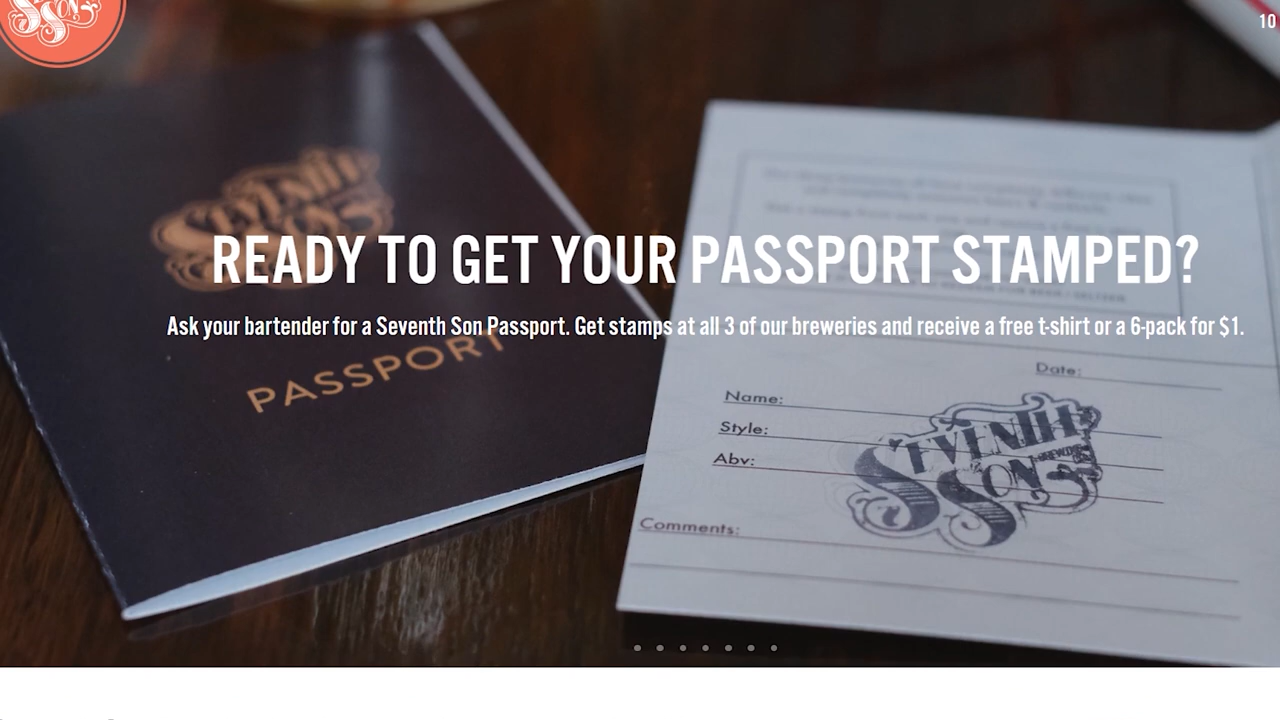 SON
10
SEVENTH
SON
READY TO GET YOUR PASSPORT STAMPED?
Ask your bartender for a Seventh Son Passport. Get stamps at all 3 of our breweries and receive a free t-shirt or a 6-pack for $1.
PASSPORT
Date:
Name:
Style:
Abv:
SEVENTH
SON
Comments: